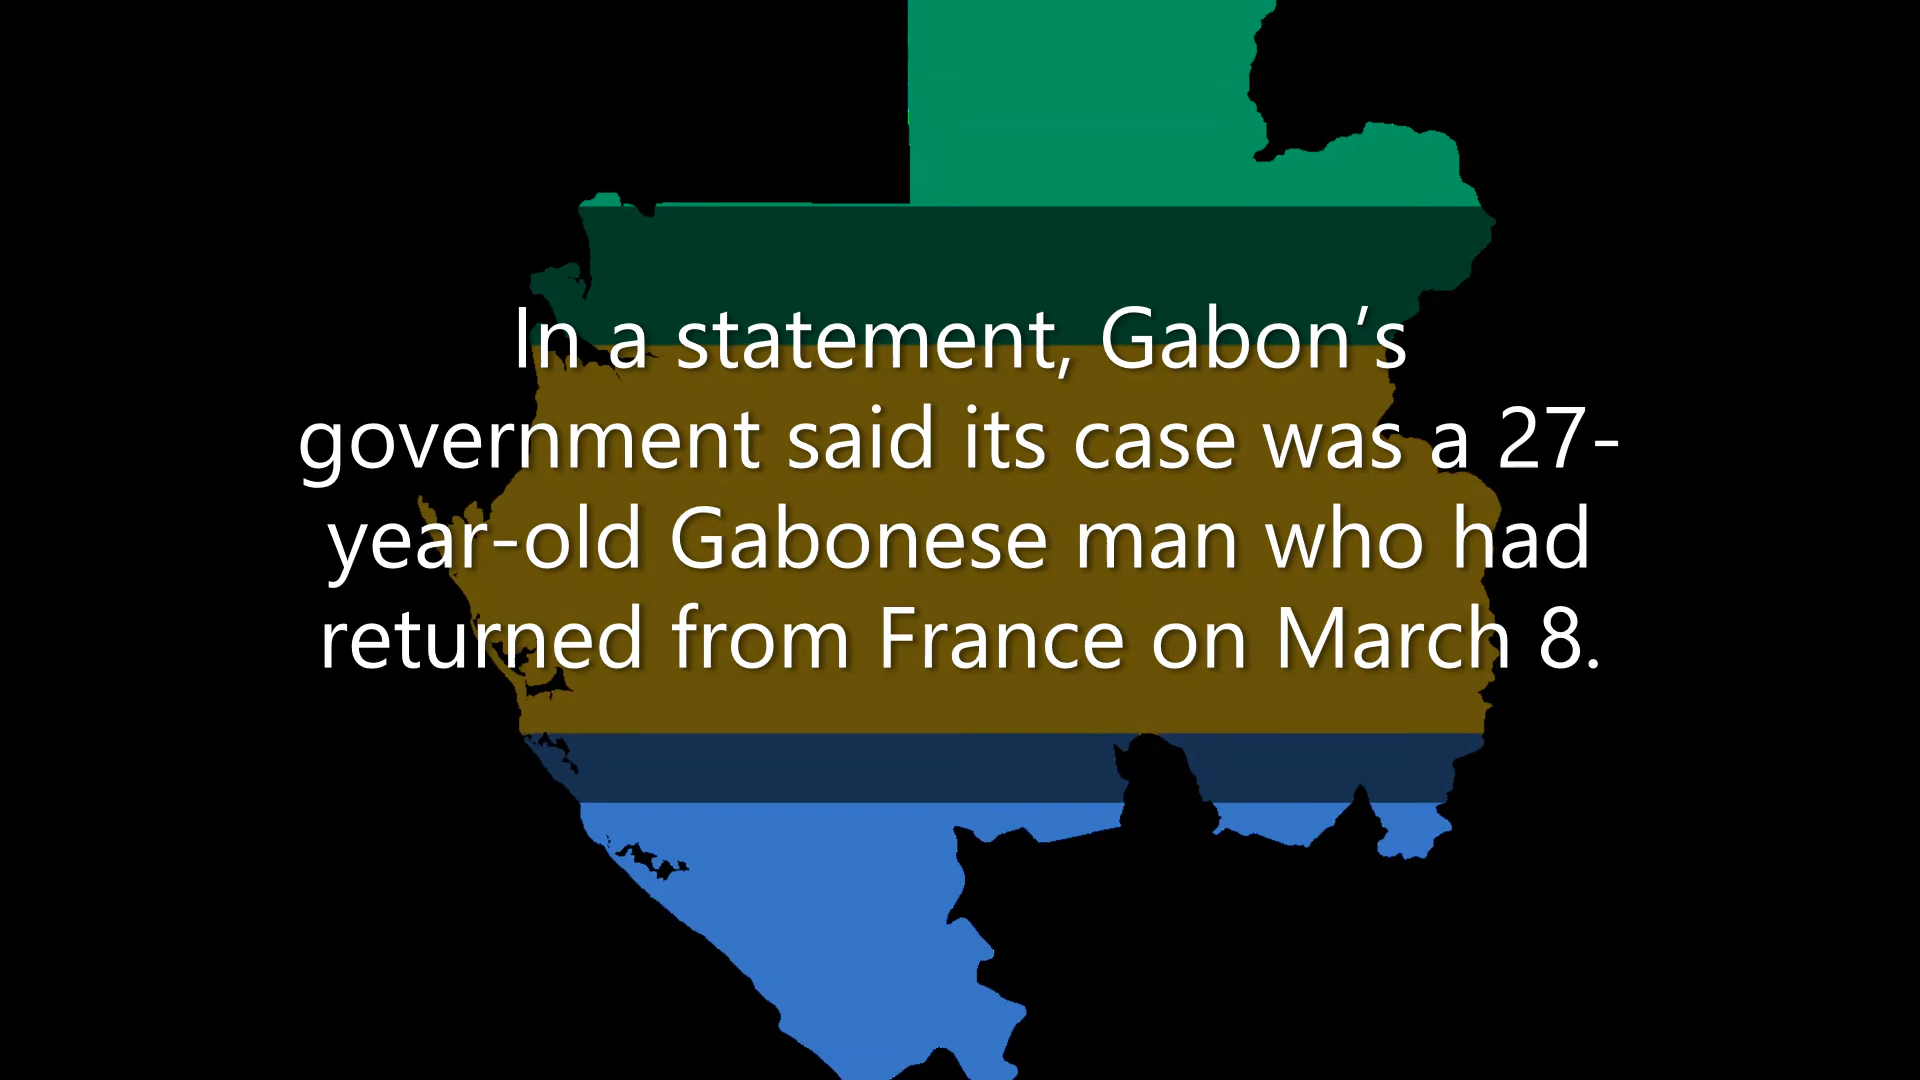 In a statement, Gabon’s
government said its case was a 27-
year-old Gabonese man who had
returned from France on March 8.